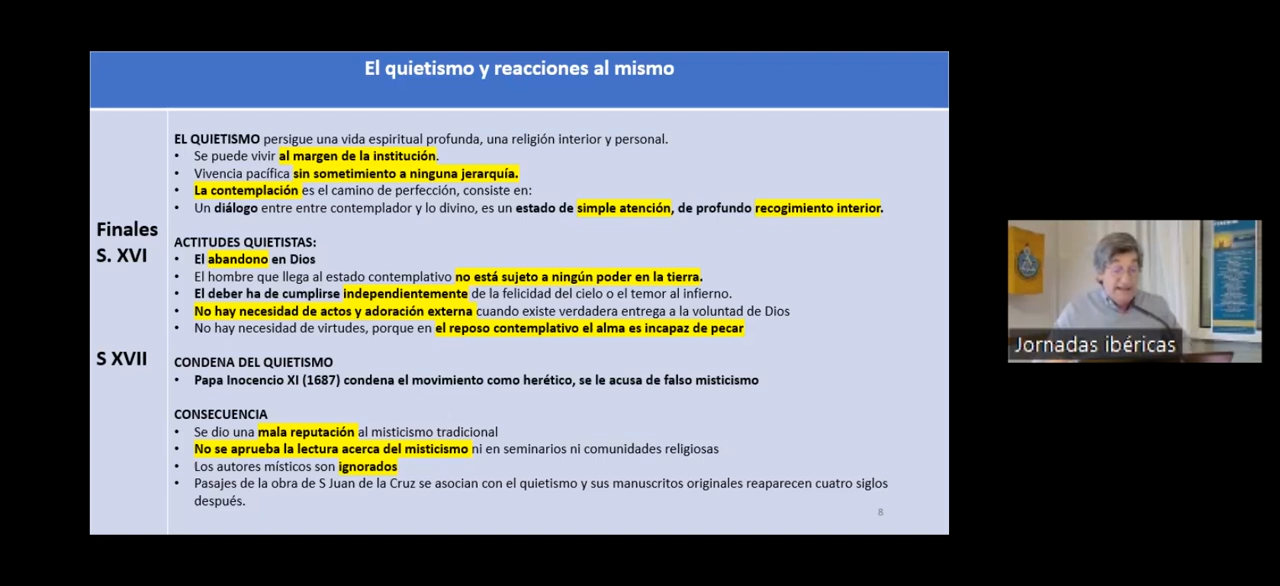 El quietismo y reacciones al mismo
EL QUIETISMO persigue una vida espiritual profunda, una religión interior y personal.
• Se puede vivir al margen de la institución.
• Vivencia pacífica sin sometimiento a ninguna jerarquía.
• La contemplación es el camino de perfección, consiste en:
• Un diálogo entre entre contemplador y lo divino, es un estado de simple atención, de profundo recogimiento interior.
Finales
S. XVI
ACTITUDES QUIETISTAS:
• El abandono en Dios
• El hombre que llega al estado contemplativo no está sujeto a ningún poder en la tierra.
• El deber ha de cumplirse independientemente de la felicidad del cielo o el temor al infierno.
• No hay necesidad de actos y adoración externa cuando existe verdadera entrega a la voluntad de Dios
• No hay necesidad de virtudes, porque en el reposo contemplativo el alma es incapaz de pecar
S XVII
CONDENA DEL QUIETISMO
• Papa Inocencio XI (1687) condena el movimiento como herético, se le acusa de falso misticismo
CONSECUENCIA
• Se dio una mala reputación al misticismo tradicional
• No se aprueba la lectura acerca del misticismo ni en seminarios ni comunidades religiosas
• Los autores místicos son ignorados
• Pasajes de la obra de S Juan de la Cruz se asocian con el quietismo y sus manuscritos originales reaparecen cuatro siglos
después.
8
Jornadas ibéricas